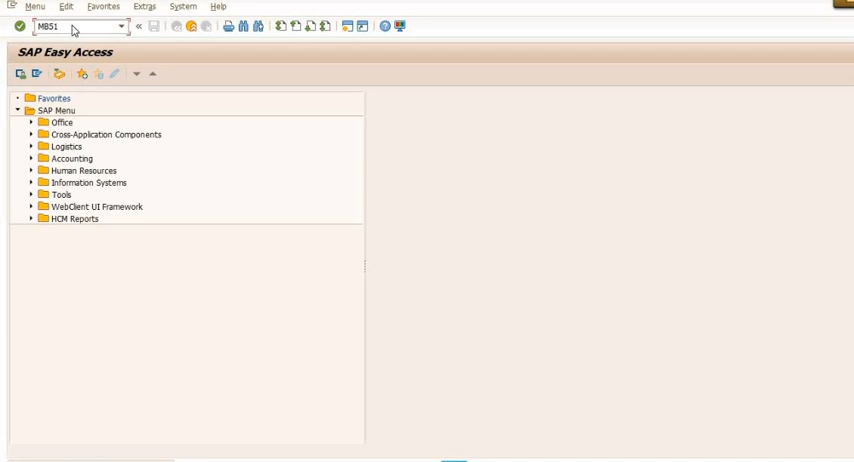 Menu Edit Favorites Extras System Help
MB51
SAP Easy Access
Favorites
SAP Menu
Office
Cross-Application Components
Logistics
Accounting
Human Resources
Information Systems
Tools
WebClient UI Framework
HCM Reports